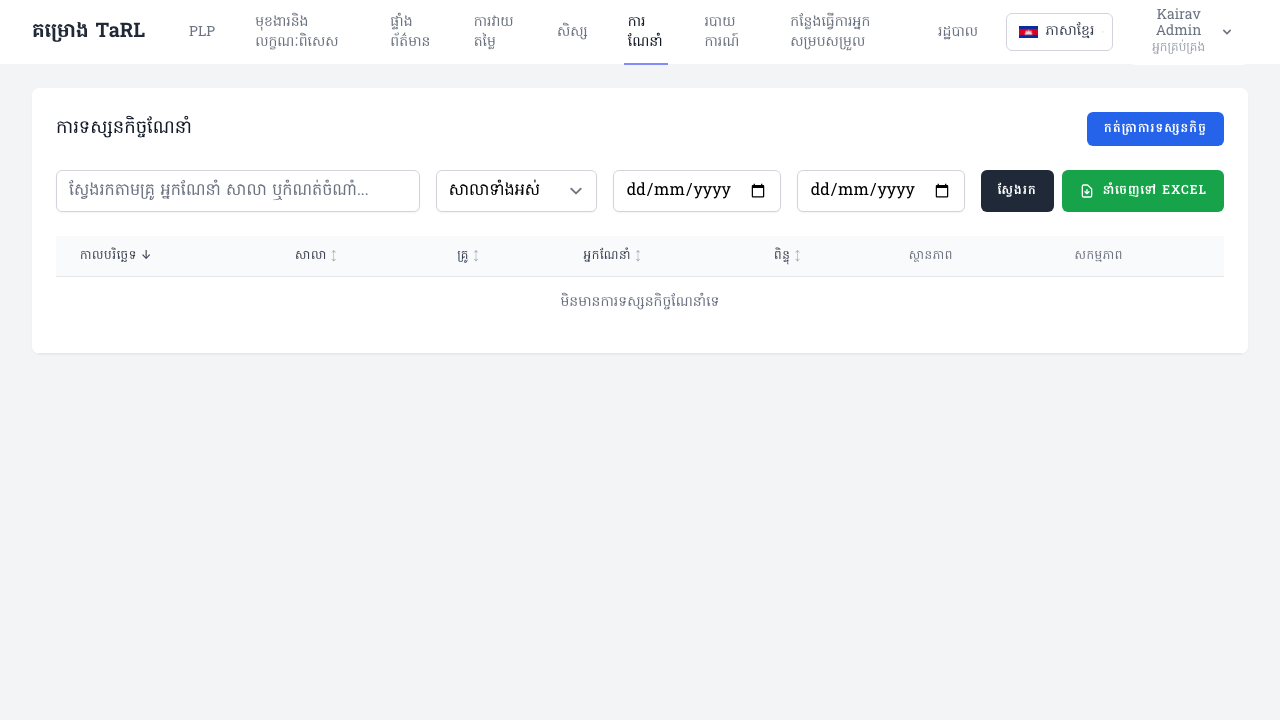 គម្រោង TaRL
PLP
មុខងារនិង
លក្ខណៈពិសេស
ផ្ទាំង
ព័ត៌មាន
ការវាយ
តម្លៃ
សិស្ស
ការ
ណែនាំ
របាយ
ការណ៍
កន្លែងធ្វើការអ្នក
សម្របសម្រួល
រដ្ឋបាល
ភាសាខ្មែរ
Kairav
Admin
អ្នកគ្រប់គ្រង
ការទស្សនកិច្ចណែនាំ
កត់ត្រាការទស្សនកិច្ច
ស្វែងរកតាមគ្រូ អ្នកណែនាំ សាលា ឬកំណត់ចំណាំ...
សាលាទាំងអស់
dd/mm/yyyy
dd/mm/yyyy
ស្វែងរក
នាំចេញទៅ EXCEL
កាលបរិច្ឆេទ ↓
សាលា ↕
គ្រូ ↕
អ្នកណែនាំ ↕
ពិន្ទុ ↕
ស្ថានភាព
សកម្មភាព
មិនមានការទស្សនកិច្ចណែនាំទេ